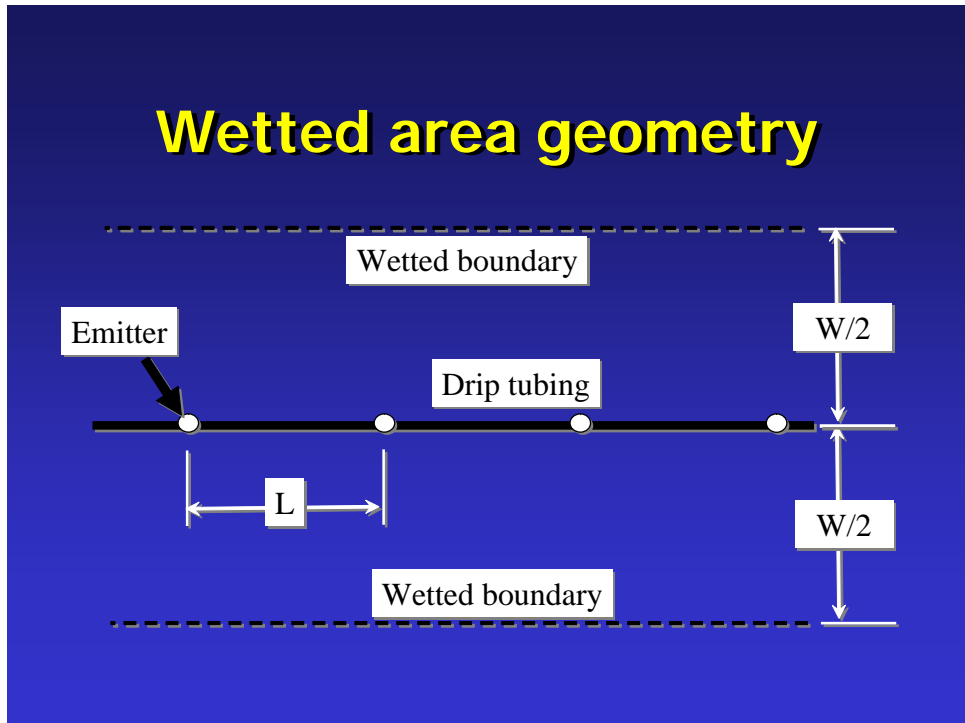 Wetted area geometry
Wetted boundary
Emitter
W/2
Drip tubing
L
W/2
Wetted boundary